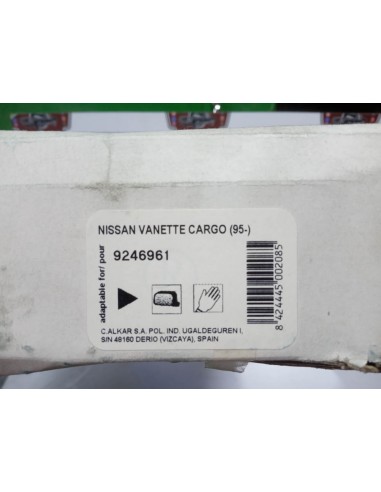 NISSAN VANETTE CARGO (95-)
adaptable for/ pour
9246961
C.ALKAR S.A. POL. IND. UGALDEGUREN I,
S/N 48160 DERIO (VIZCAYA), SPAIN
8 424445 002085